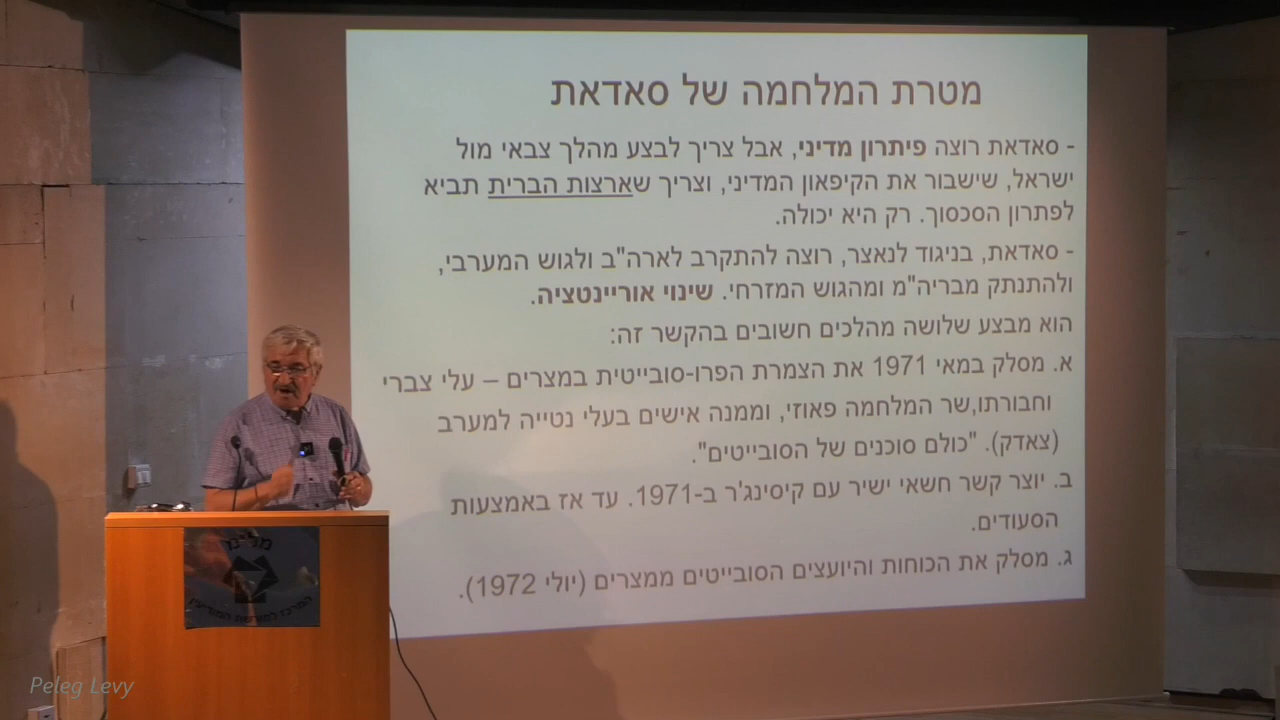 מטרת המלחמה של סאדאת
- סאדאת רוצה פיתרון מדיני, אבל צריך לבצע מהלך צבאי מול
ישראל, שישבור את הקיפאון המדיני, וצריך שארצות הברית תביא
לפתרון הסכסוך. רק היא יכולה.
- סאדאת, בניגוד לנאצר, רוצה להתקרב לארה"ב ולגוש המערבי,
ולהתנתק מבריה"מ ומהגוש המזרחי. שינוי אוריינטציה.
הוא מבצע שלושה מהלכים חשובים בהקשר זה:
א. מסלק במאי 1971 את הצמרת הפרו-סובייטית במצרים – עלי צברי
וחבורתו,שר המלחמה פאוזי, וממנה אישים בעלי נטייה למערב
(צאדק). "כולם סוכנים של הסובייטים".
ב. יוצר קשר חשאי ישיר עם קיסינג'ר ב-1971. עד אז באמצעות
הסעודים.
ג. מסלק את הכוחות והיועצים הסובייטים ממצרים (יולי 1972).
המרכז למורשת המודיעין
Peleg Levy